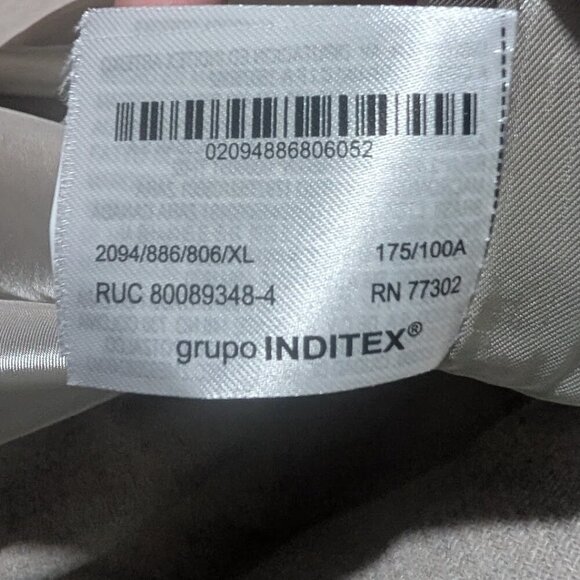 02094886806052
2094/886/806/XL 175/100A
RUC 80089348-4 RN 77302
grupo INDITEX®